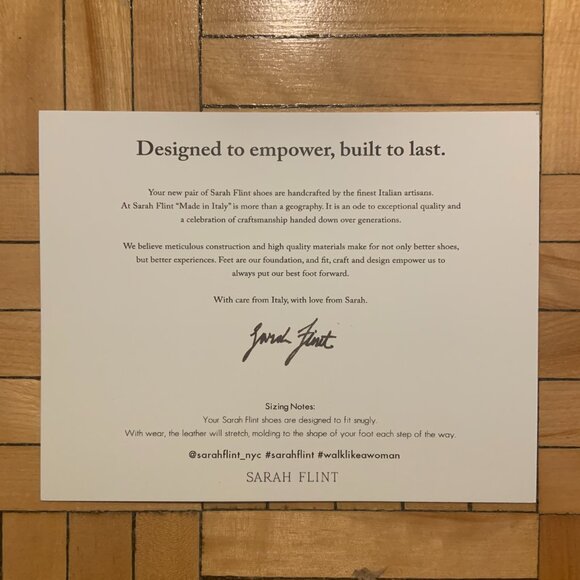 Designed to empower, built to last.
Your new pair of Sarah Flint shoes are handcrafted by the finest Italian artisans.
At Sarah Flint “Made in Italy” is more than a geography. It is an ode to exceptional quality and
a celebration of craftsmanship handed down over generations.
We believe meticulous construction and high quality materials make for not only better shoes,
but better experiences. Feet are our foundation, and fit, craft and design empower us to
always put our best foot forward.
With care from Italy, with love from Sarah.
Sarah Flint
Sizing Notes:
Your Sarah Flint shoes are designed to fit snugly.
With wear, the leather will stretch, molding to the shape of your foot each step of the way.
@sarahflint_nyc #sarahflint #walklikeawoman
SARAH FLINT